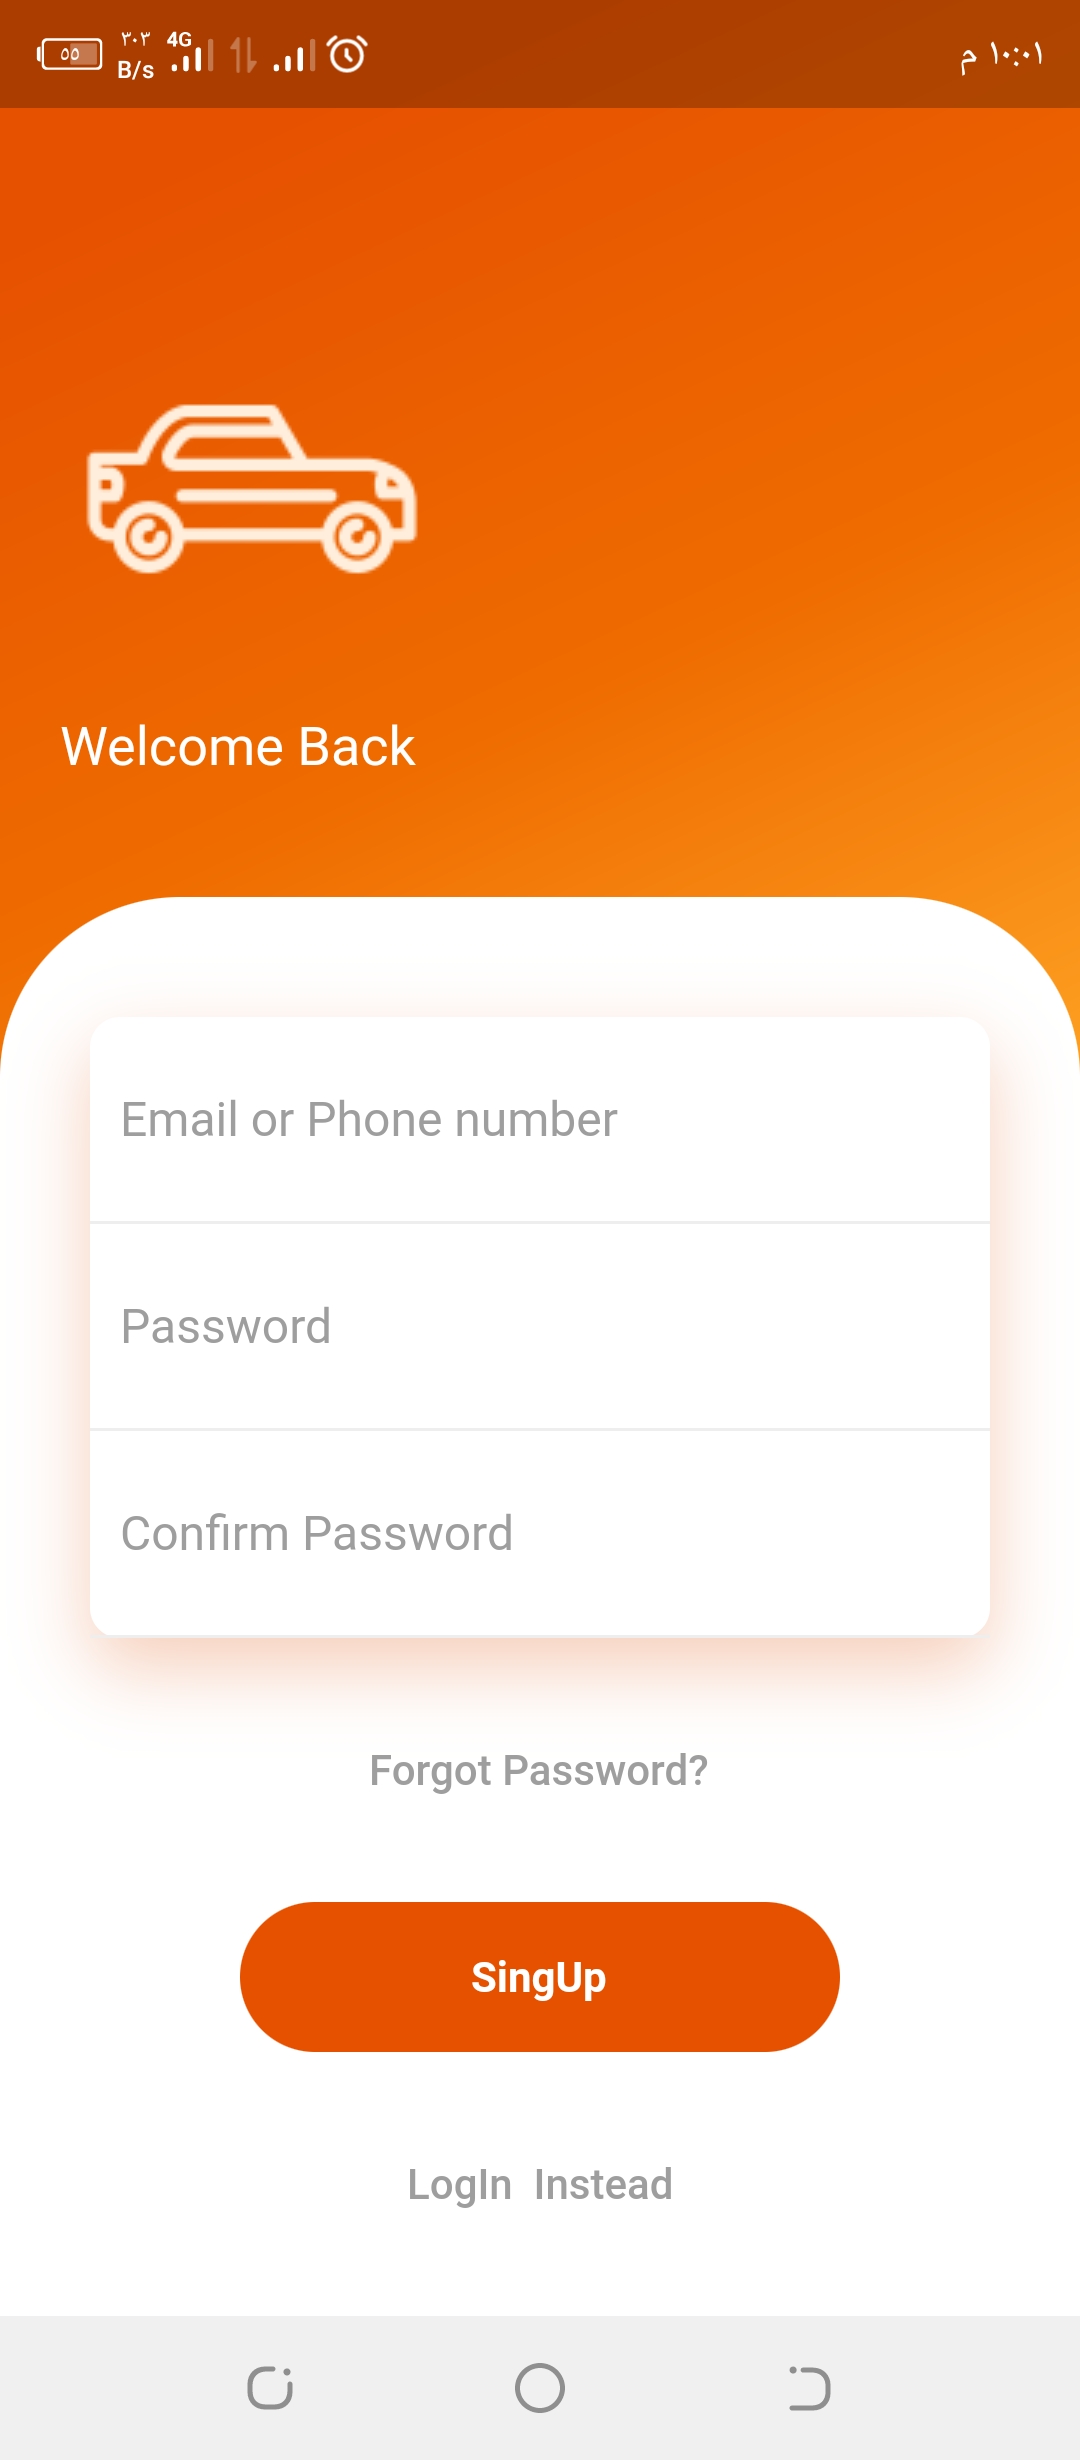 ٥٥ ٣٠٣ B/s 4G ١٠:٠١ م
Welcome Back
Email or Phone number
Password
Confirm Password
Forgot Password?
SingUp
LogIn  Instead